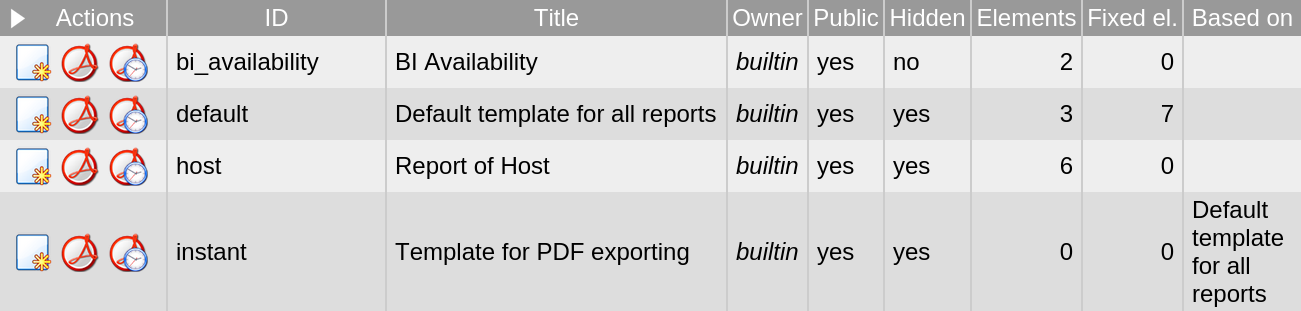 Actions ID Title Owner Public Hidden Elements Fixed el. Based on
bi_availability BI Availability builtin yes no 2 0
default Default template for all reports builtin yes yes 3 7
host Report of Host builtin yes yes 6 0
instant Template for PDF exporting builtin yes yes 0 0 Default
template
for all
reports